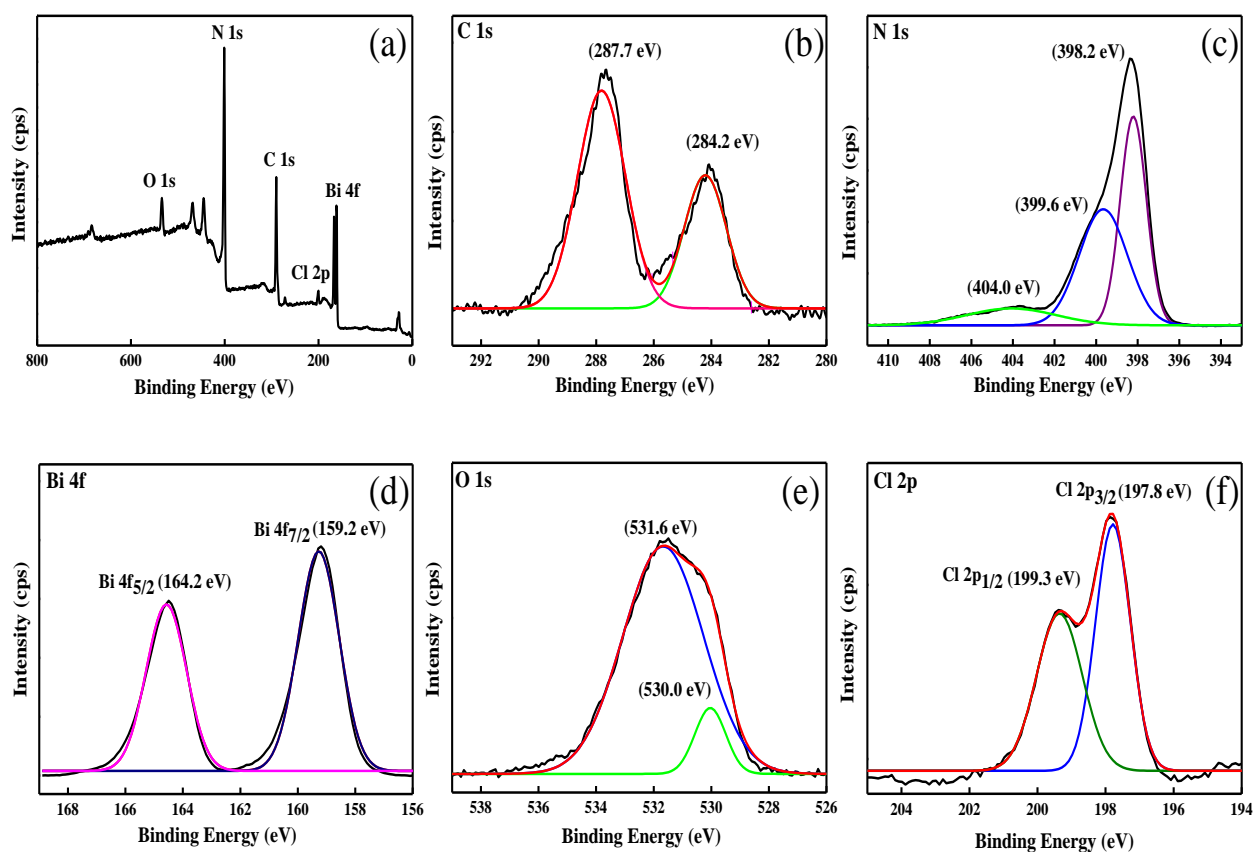 (a)
N 1s
O 1s
C 1s
Bi 4f
Cl 2p
Intensity (cps)
800 600 400 200 0
Binding Energy (eV)
C 1s
(b)
(287.7 eV)
(284.2 eV)
Intensity (cps)
292 290 288 286 284 282 280
Binding Energy (eV)
N 1s
(c)
(398.2 eV)
(399.6 eV)
(404.0 eV)
Intensity (cps)
410 408 406 404 402 400 398 396 394
Binding Energy (eV)
Bi 4f
(d)
Bi 4f7/2 (159.2 eV)
Bi 4f5/2 (164.2 eV)
Intensity (cps)
168 166 164 162 160 158 156
Binding Energy (eV)
O 1s
(e)
(531.6 eV)
(530.0 eV)
Intensity (cps)
538 536 534 532 530 528 526
Binding Energy (eV)
Cl 2p
(f)
Cl 2p3/2 (197.8 eV)
Cl 2p1/2 (199.3 eV)
Intensity (cps)
204 202 200 198 196 194
Binding Energy (eV)